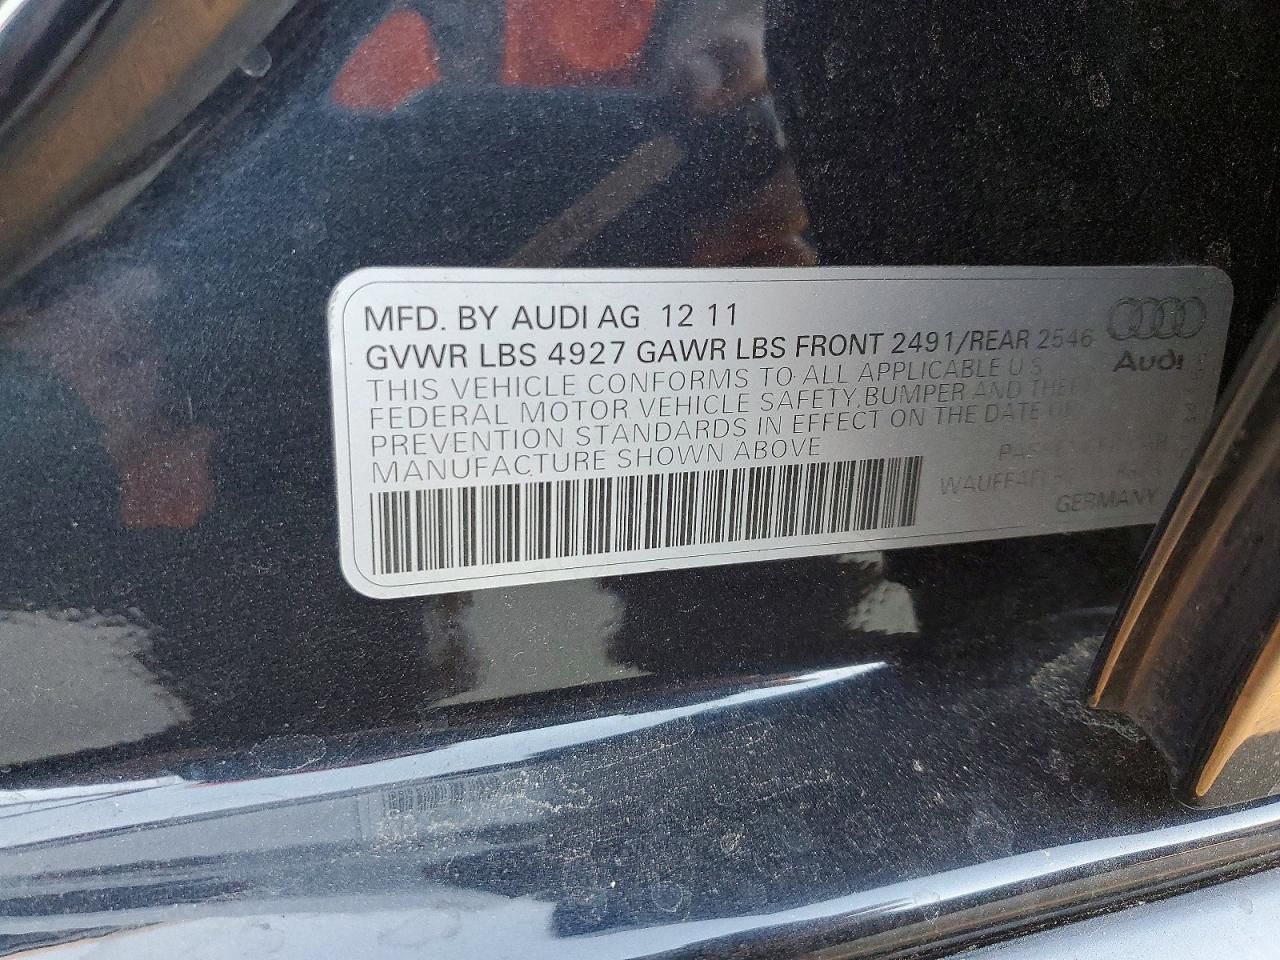 MFD. BY AUDI AG 12 11
GVWR LBS 4927 GAWR LBS FRONT 2491/REAR 2546
THIS VEHICLE CONFORMS TO ALL APPLICABLE U S
FEDERAL MOTOR VEHICLE SAFETY, BUMPER AND
PREVENTION STANDARDS IN EFFECT ON THE DATE
MANUFACTURE SHOWN ABOVE
Audi
GERMANY